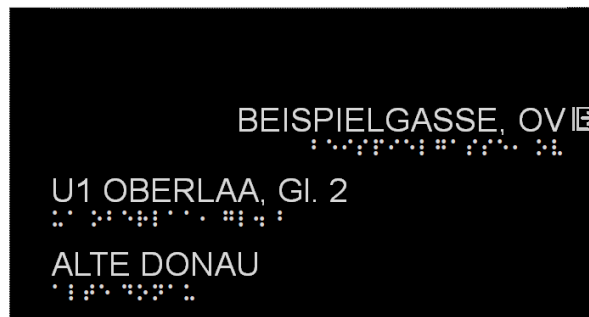 BEISPIELGASSE, OV
⠃⠑⠊⠎⠏⠊⠑⠇⠛⠁⠎⠎⠑⠂ ⠕⠧
U1 OBERLAA, Gl. 2
⠥⠁ ⠕⠃⠑⠗⠇⠁⠁⠂ ⠛⠇⠲⠃
ALTE DONAU
⠁⠇⠞⠑ ⠙⠕⠝⠁⠥